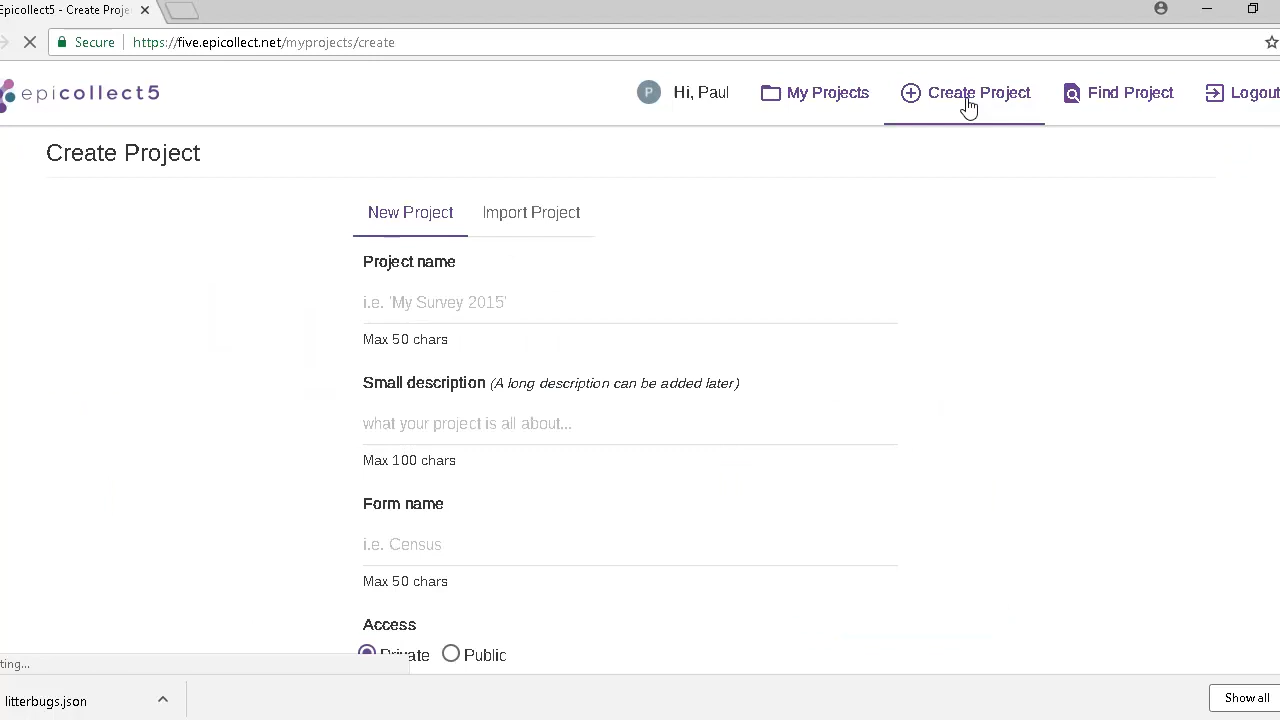 Epicollect5 - Create Proje
Secure https://five.epicollect.net/myprojects/create
epicollect5
P Hi, Paul My Projects Create Project Find Project Logout
Create Project
New Project Import Project
Project name
i.e. 'My Survey 2015'
Max 50 chars
Small description (A long description can be added later)
what your project is all about...
Max 100 chars
Form name
i.e. Census
Max 50 chars
Access
Private Public
ting...
litterbugs.json
Show all